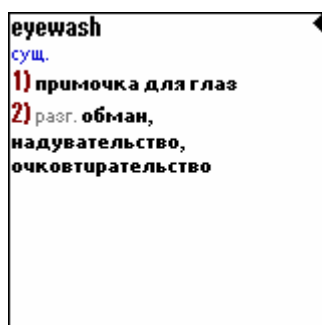 eyewash
сущ.
1) примочка для глаз
2) разг. обман,
надувательство,
очковтирательство